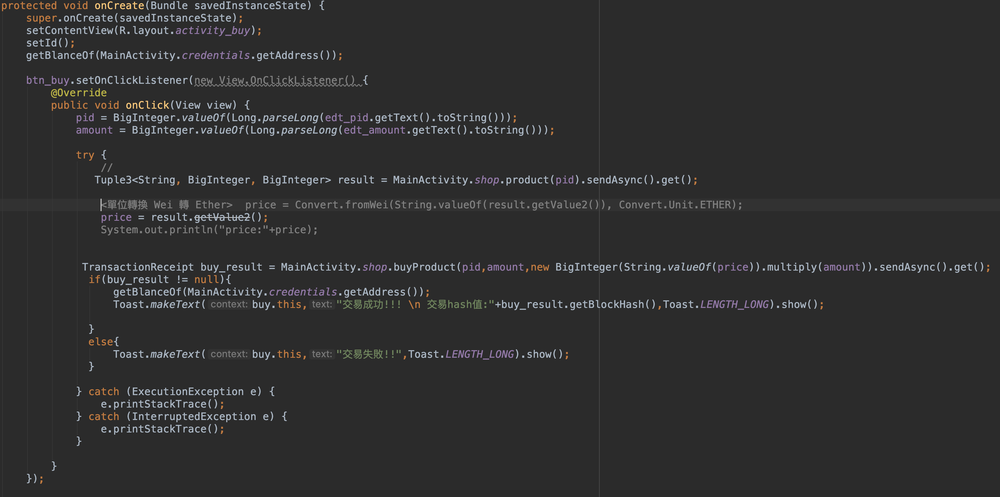 protected void onCreate(Bundle savedInstanceState) {
super.onCreate(savedInstanceState);
setContentView(R.layout.activity_buy);
setId();
getBlanceOf(MainActivity.credentials.getAddress());
btn_buy.setOnClickListener(new View.OnClickListener() {
@Override
public void onClick(View view) {
pid = BigInteger.valueOf(Long.parseLong(edt_pid.getText().toString()));
amount = BigInteger.valueOf(Long.parseLong(edt_amount.getText().toString()));
try {
//
Tuple3<String, BigInteger, BigInteger> result = MainActivity.shop.product(pid).sendAsync().get();
<單位轉換 Wei 轉 Ether>  price = Convert.fromWei(String.valueOf(result.getValue2()), Convert.Unit.ETHER);
price = result.getValue2();
System.out.println("price:"+price);
TransactionReceipt buy_result = MainActivity.shop.buyProduct(pid,amount,new BigInteger(String.valueOf(price)).multiply(amount)).sendAsync().get();
if(buy_result != null){
getBlanceOf(MainActivity.credentials.getAddress());
Toast.makeText( context: buy.this, text: "交易成功!!! \n 交易hash值:"+buy_result.getBlockHash(),Toast.LENGTH_LONG).show();
}
else{
Toast.makeText( context: buy.this, text: "交易失敗!!",Toast.LENGTH_LONG).show();
}
} catch (ExecutionException e) {
e.printStackTrace();
} catch (InterruptedException e) {
e.printStackTrace();
}
}
});